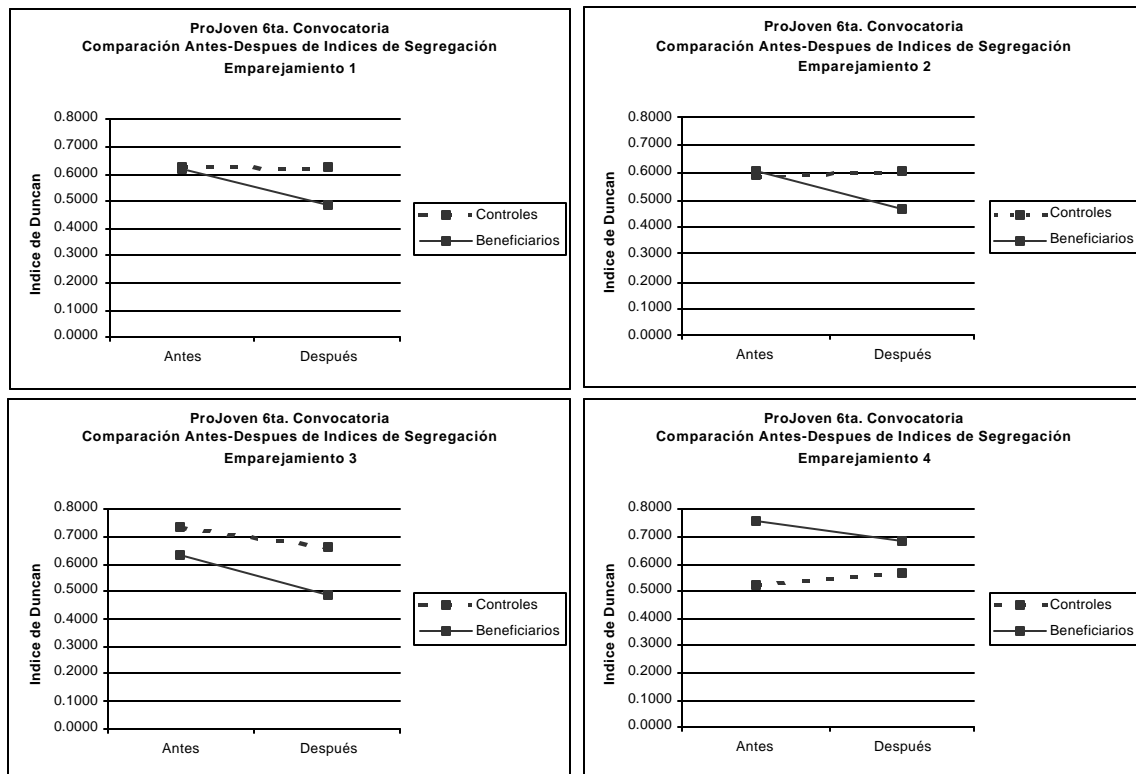 ProJoven 6ta. Convocatoria
Comparación Antes-Despues de Indices de Segregación
Emparejamiento 1
Indice de Duncan
0.8000
0.7000
0.6000
0.5000
0.4000
0.3000
0.2000
0.1000
0.0000
Antes
Después
Controles
Beneficiarios
ProJoven 6ta. Convocatoria
Comparación Antes-Despues de Indices de Segregación
Emparejamiento 2
Indice de Duncan
0.8000
0.7000
0.6000
0.5000
0.4000
0.3000
0.2000
0.1000
0.0000
Antes
Después
Controles
Beneficiarios
ProJoven 6ta. Convocatoria
Comparación Antes-Despues de Indices de Segregación
Emparejamiento 3
Indice de Duncan
0.8000
0.7000
0.6000
0.5000
0.4000
0.3000
0.2000
0.1000
0.0000
Antes
Después
Controles
Beneficiarios
ProJoven 6ta. Convocatoria
Comparación Antes-Despues de Indices de Segregación
Emparejamiento 4
Indice de Duncan
0.8000
0.7000
0.6000
0.5000
0.4000
0.3000
0.2000
0.1000
0.0000
Antes
Después
Controles
Beneficiarios